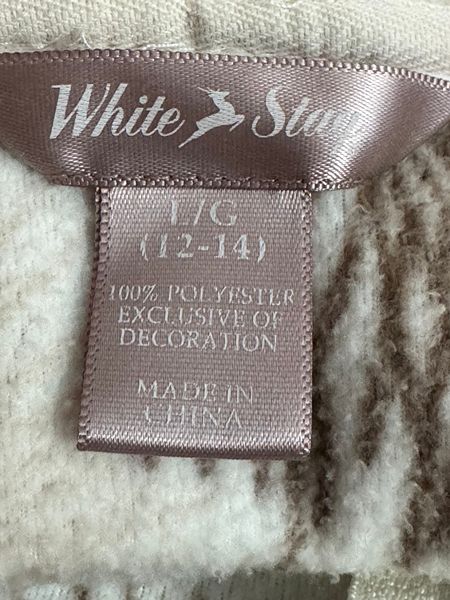 White Stag
L/G
(12-14)
100% POLYESTER
EXCLUSIVE OF
DECORATION
MADE IN
CHINA